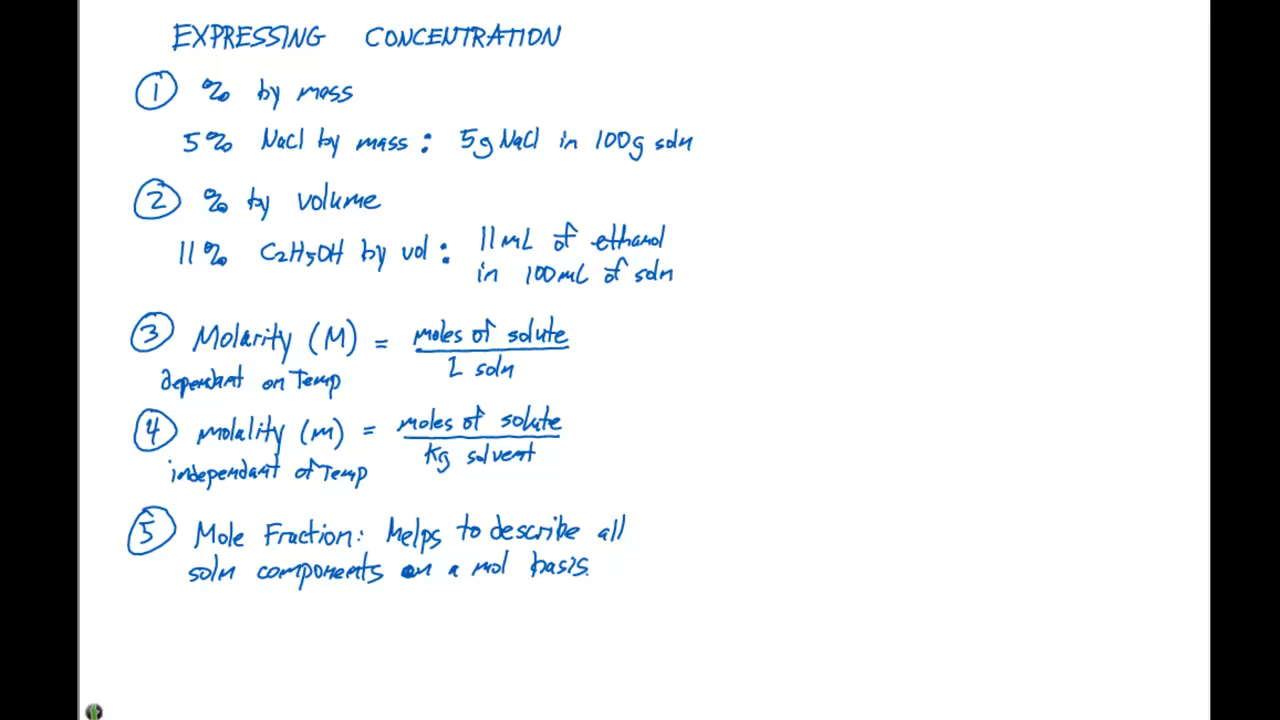 EXPRESSING CONCENTRATION
① % by mass
5% NaCl by mass : 5g NaCl in 100g soln
② % by volume
11% C2H5OH by vol : 11mL of ethanol
in 100mL of soln
③ Molarity (M) = moles of solute
L soln
dependant on Temp
④ molality (m) = moles of solute
kg solvent
independant of Temp
⑤ Mole Fraction: Helps to describe all
soln components on a mol basis.